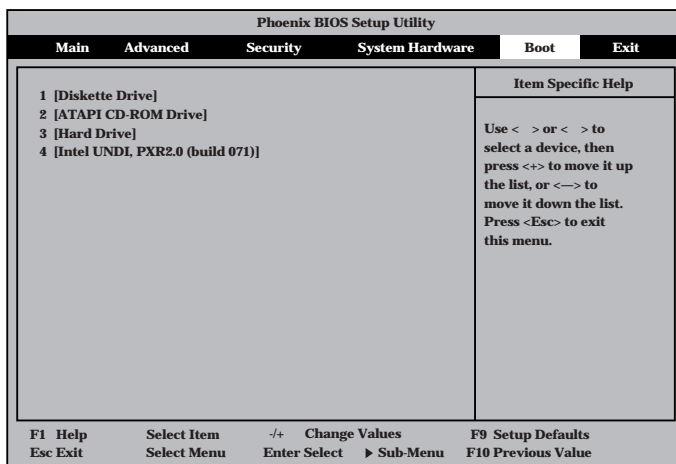 Phoenix BIOS Setup Utility
Main Advanced Security System Hardware Boot Exit
1 [Diskette Drive]
2 [ATAPI CD-ROM Drive]
3 [Hard Drive]
4 [Intel UNDI, PXR2.0 (build 071)]
Item Specific Help
Use < > or < > to
select a device, then
press <+> to move it up
the list, or <—> to
move it down the list.
Press <Esc> to exit
this menu.
F1 Help Select Item -/+ Change Values F9 Setup Defaults
Esc Exit Select Menu Enter Select ▶ Sub-Menu F10 Previous Value